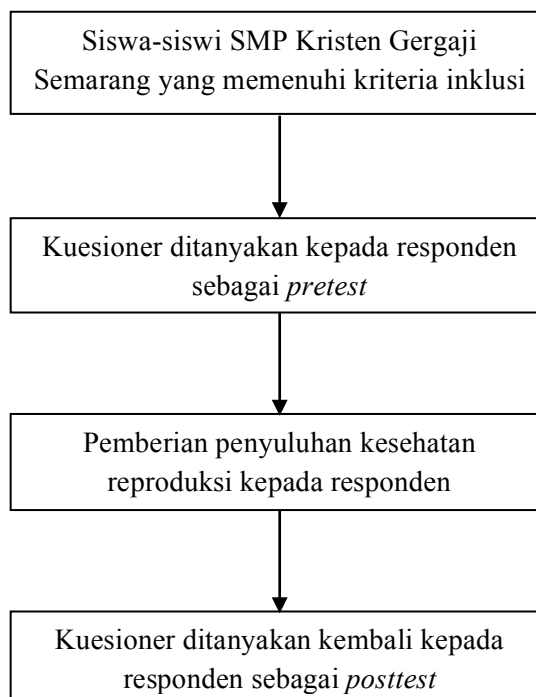 Siswa-siswi SMP Kristen Gergaji
Semarang yang memenuhi kriteria inklusi
Kuesioner ditanyakan kepada responden
sebagai pretest
Pemberian penyuluhan kesehatan
reproduksi kepada responden
Kuesioner ditanyakan kembali kepada
responden sebagai posttest